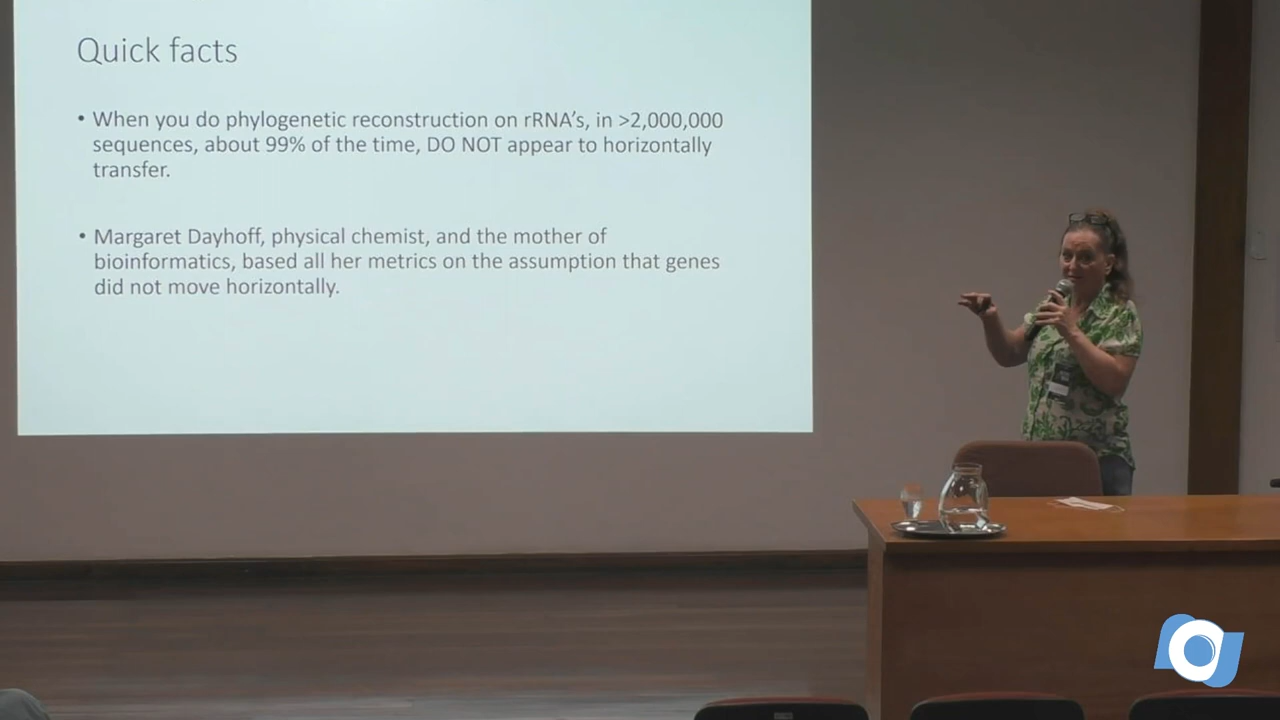 Quick facts
• When you do phylogenetic reconstruction on rRNA's, in >2,000,000
sequences, about 99% of the time, DO NOT appear to horizontally
transfer.
• Margaret Dayhoff, physical chemist, and the mother of
bioinformatics, based all her metrics on the assumption that genes
did not move horizontally.